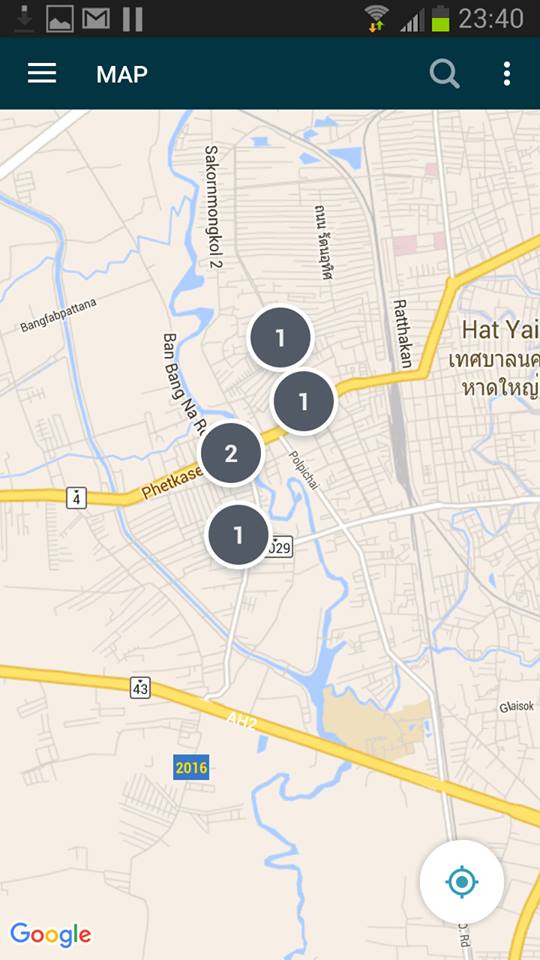 23:40
MAP
Sakornmongkol 2
ถนน รัตนอุทิศ
Bangfabpattana
Ratthakan
Hat Yai
เทศบาลนค
หาดใหญ่
Ban Bang Na R
1
1
2
Phetkase
Polpichai
4
1
029
43
AH2
Glaisok
2016
Google
Rd